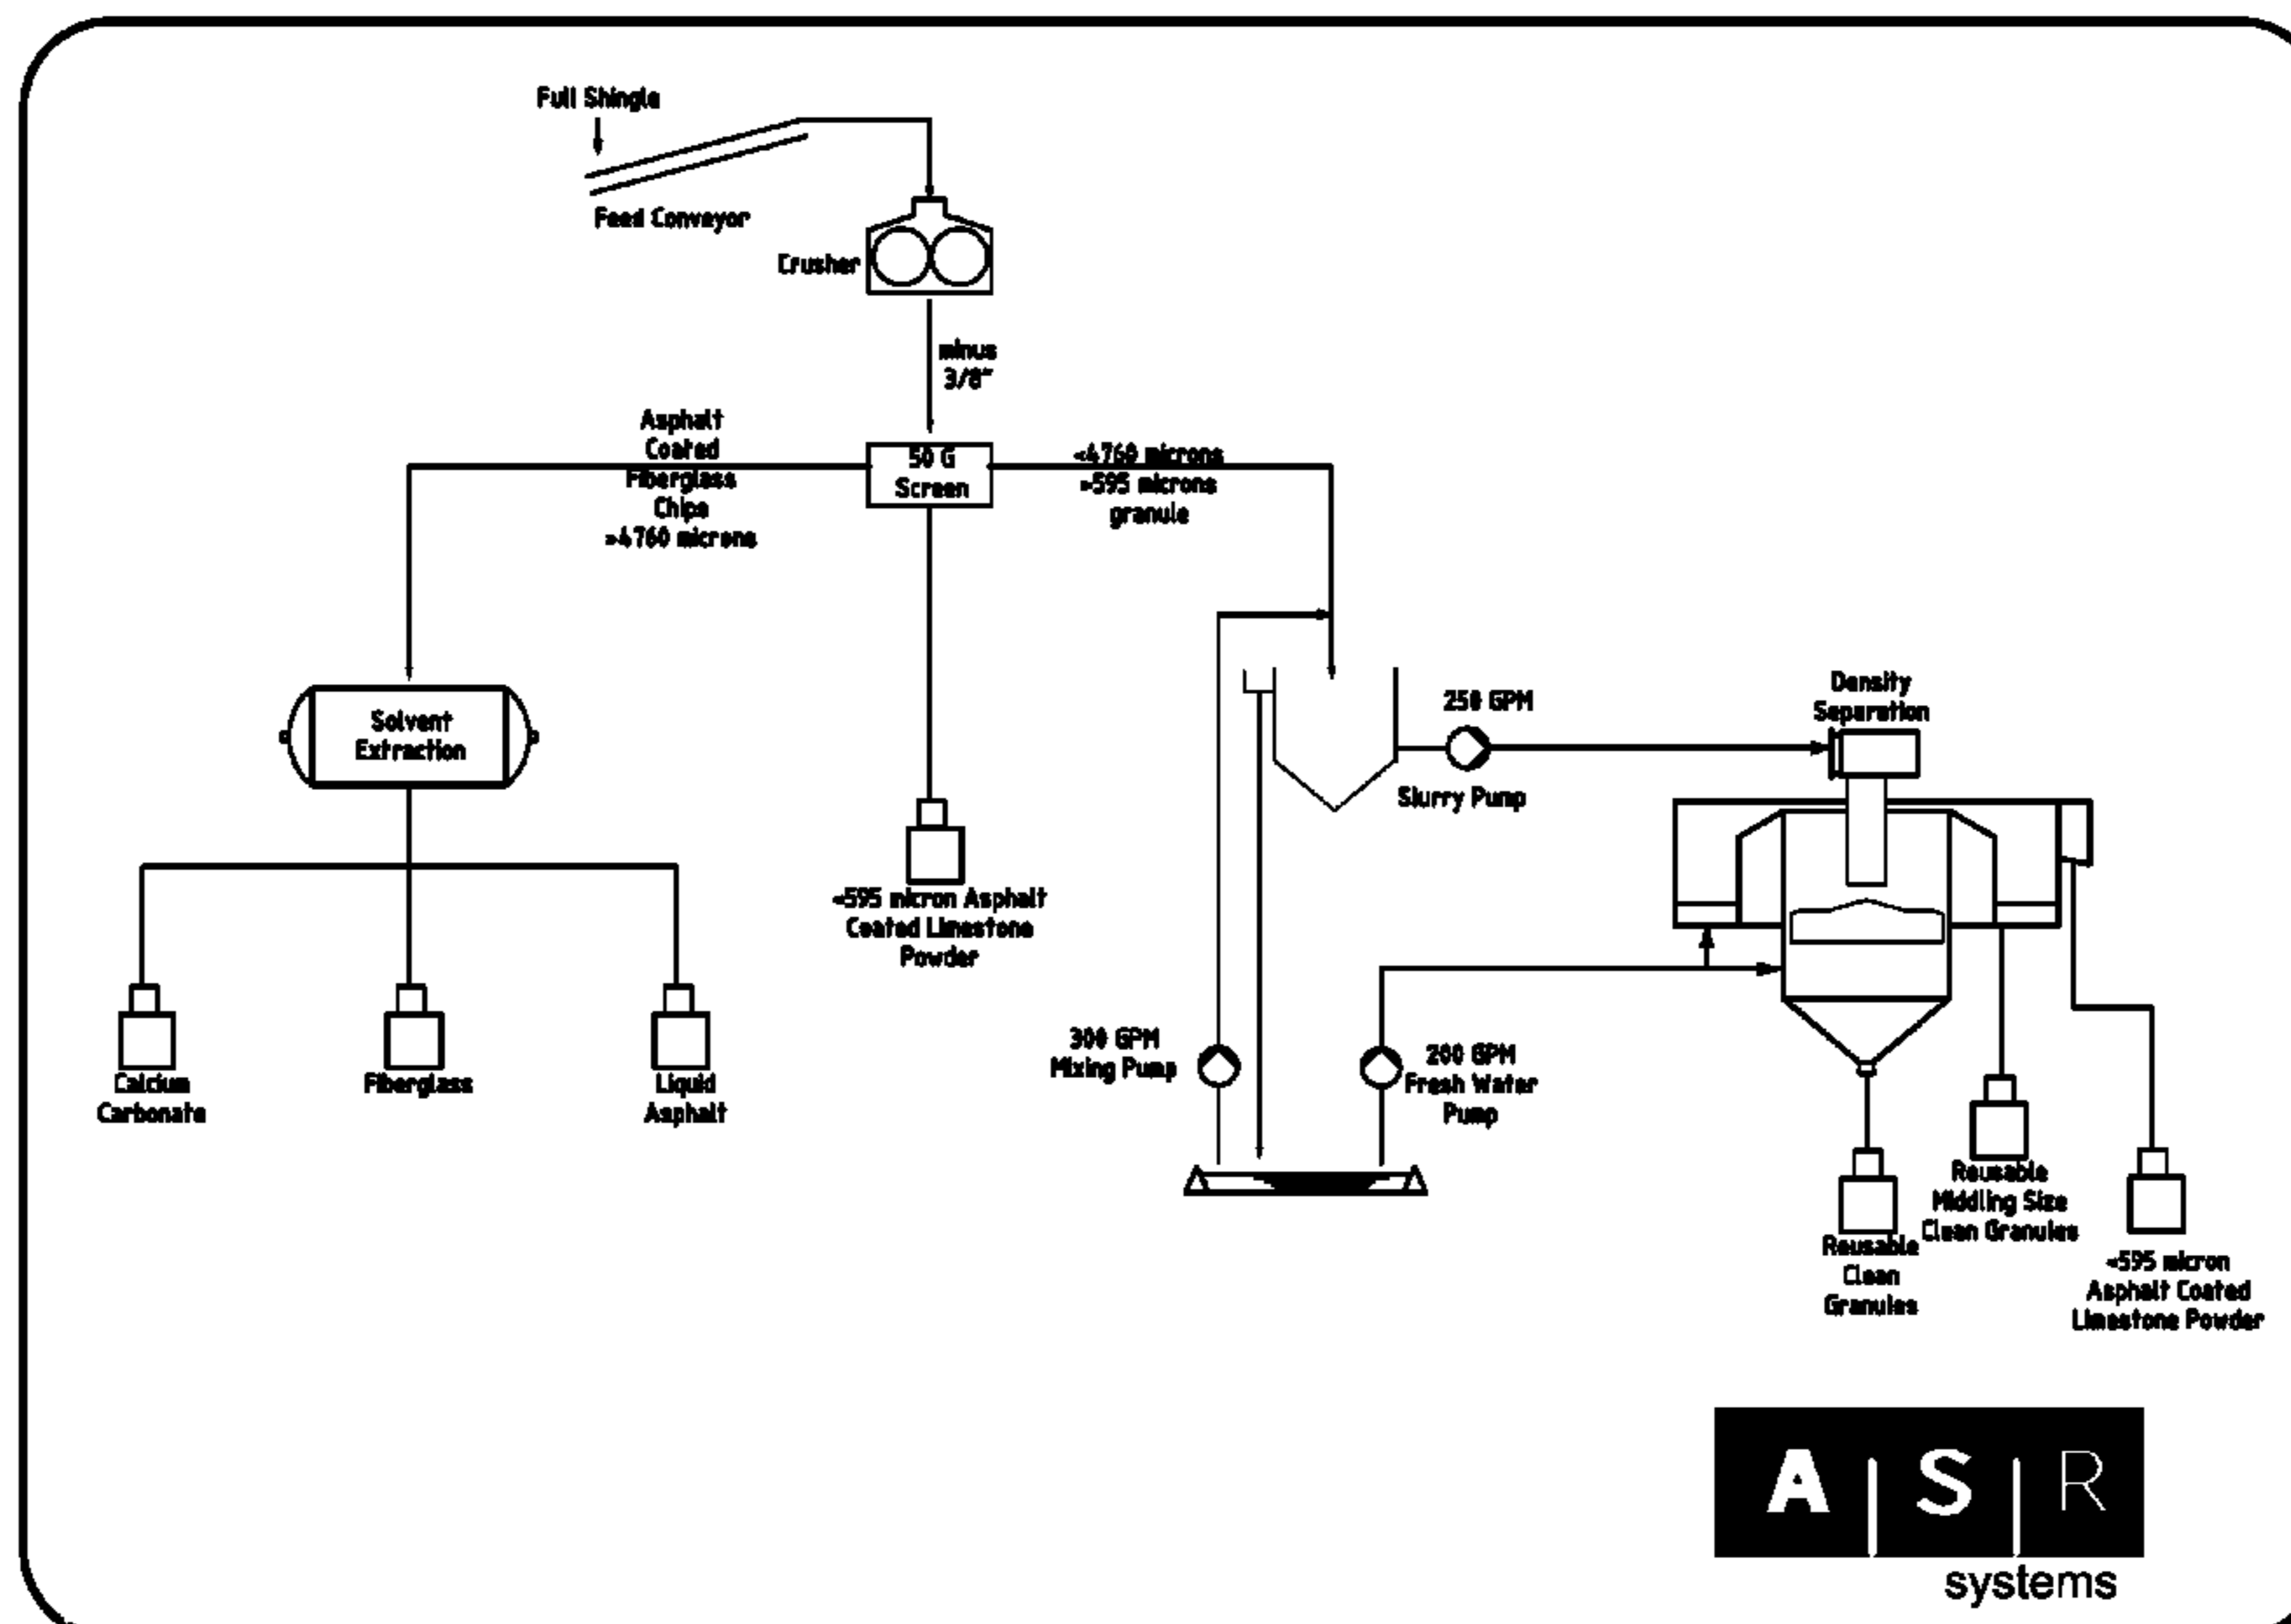 Full Shingle
Feed Conveyor
Crusher
minus
3/8"
Asphalt
Coated
Fiberglass
Chips
>4760 microns
50 G
Screen
<4760 microns
>595 microns
granule
Solvent
Extraction
250 GPM
Slurry Pump
Density
Separation
<595 micron Asphalt
Coated Limestone
Powder
300 GPM
Mixing Pump
200 GPM
Fresh Water
Pump
Calcium
Carbonate
Fiberglass
Liquid
Asphalt
Reusable
Middling Size
Clean Granules
Reusable
Clean
Granules
<595 micron
Asphalt Coated
Limestone Powder
A|S|R
systems